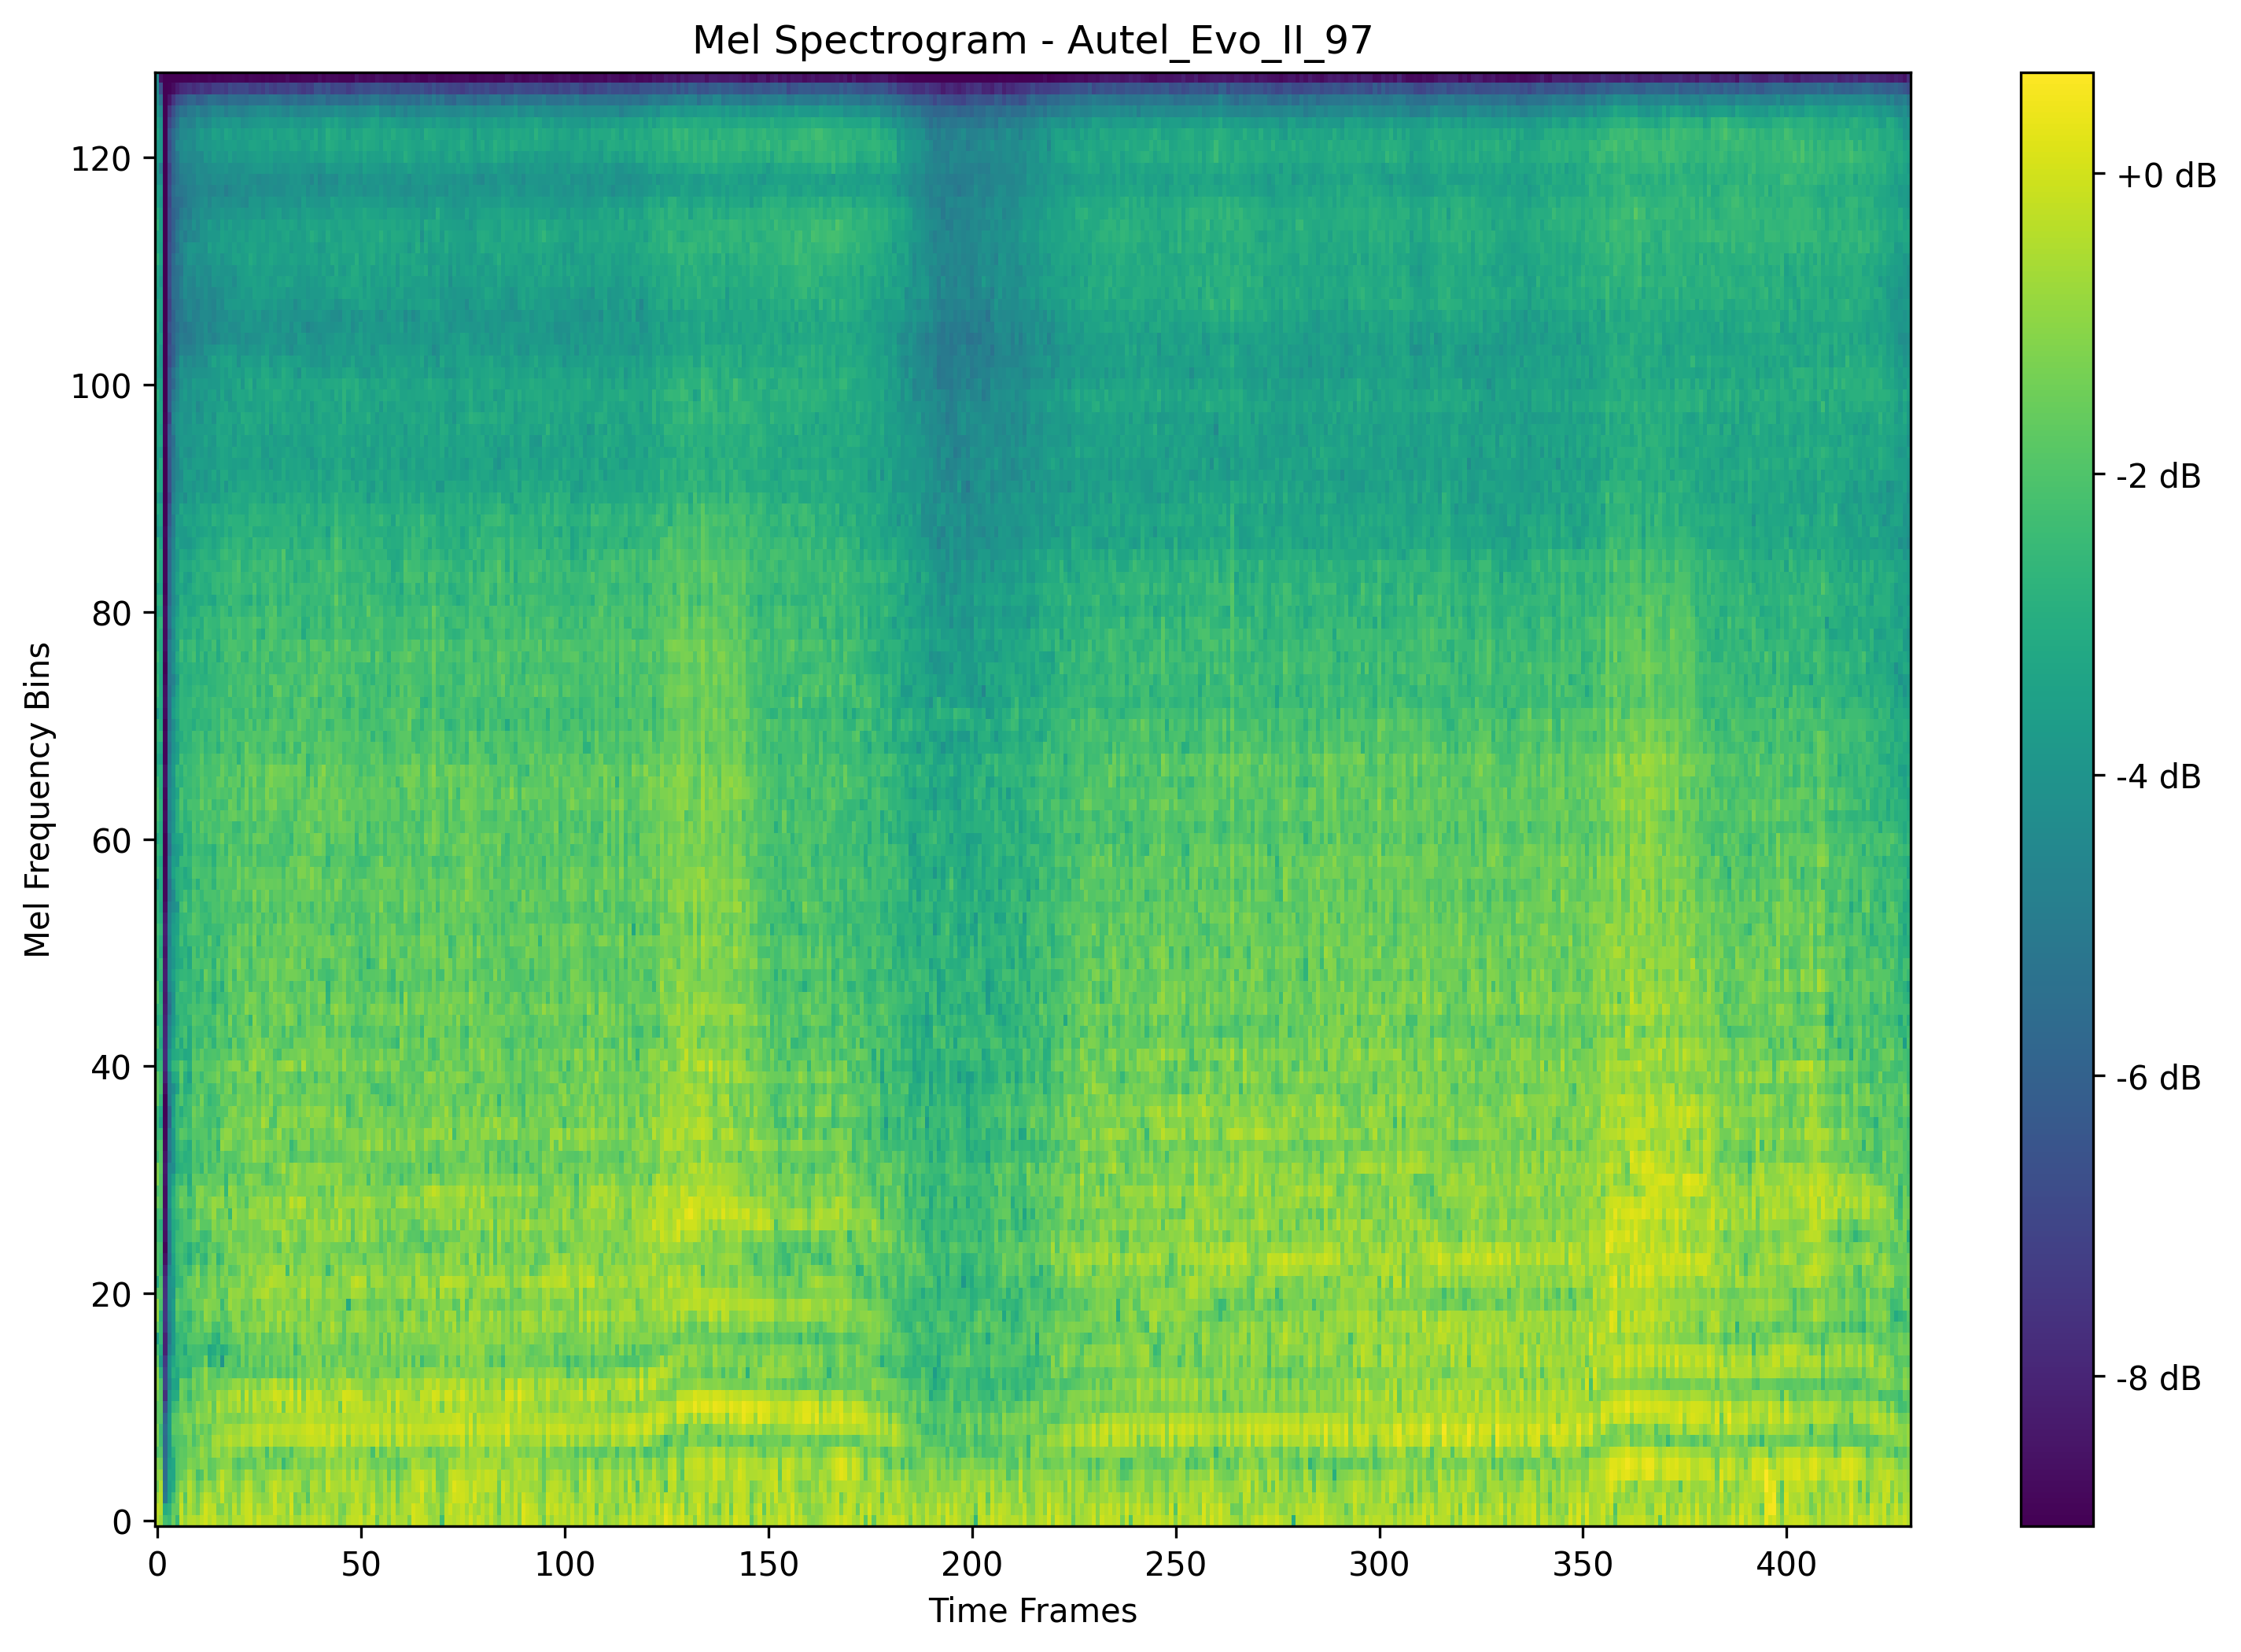 Mel Spectrogram - Autel_Evo_II_97
Mel Frequency Bins
120
100
80
60
40
20
0
0 50 100 150 200 250 300 350 400
Time Frames
+0 dB
-2 dB
-4 dB
-6 dB
-8 dB